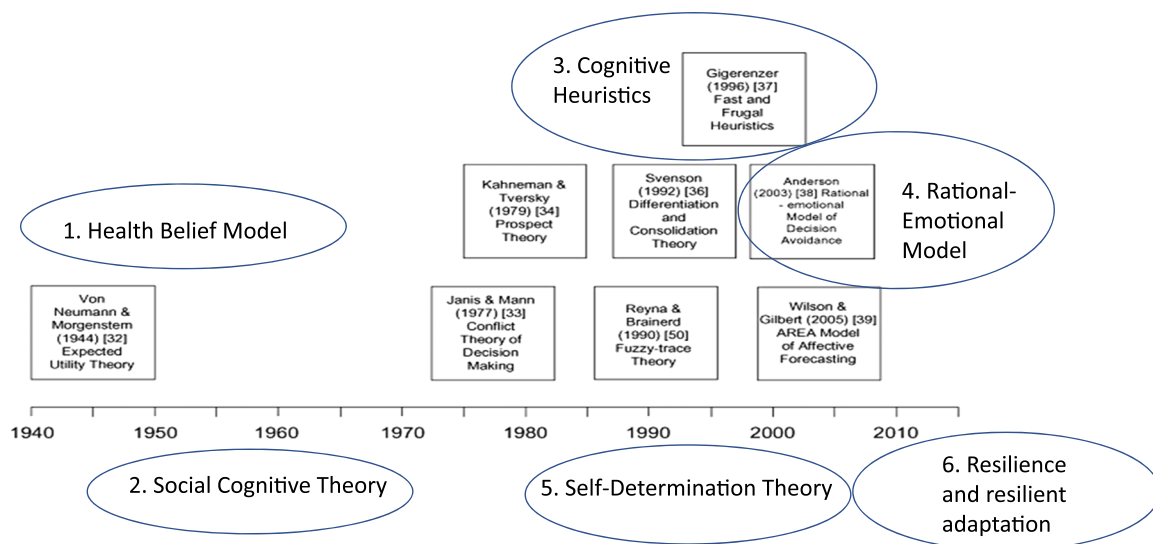 3. Cognitive
Heuristics
Gigerenzer
(1996) [37]
Fast and
Frugal
Heuristics
Kahneman &
Tversky
(1979) [34]
Prospect
Theory
Svenson
(1992) [36]
Differentiation
and
Consolidation
Theory
Anderson
(2003) [38] Rational
- emotional
Model of
Decision
Avoidance
4. Rational-
Emotional
Model
1. Health Belief Model
Von
Neumann &
Morgenstern
(1944) [32]
Expected
Utility Theory
Janis & Mann
(1977) [33]
Conflict
Theory of
Decision
Making
Reyna &
Brainerd
(1990) [50]
Fuzzy-trace
Theory
Wilson &
Gilbert (2005) [39]
AREA Model
of Affective
Forecasting
1940 1950 1960 1970 1980 1990 2000 2010
2. Social Cognitive Theory
5. Self-Determination Theory
6. Resilience
and resilient
adaptation